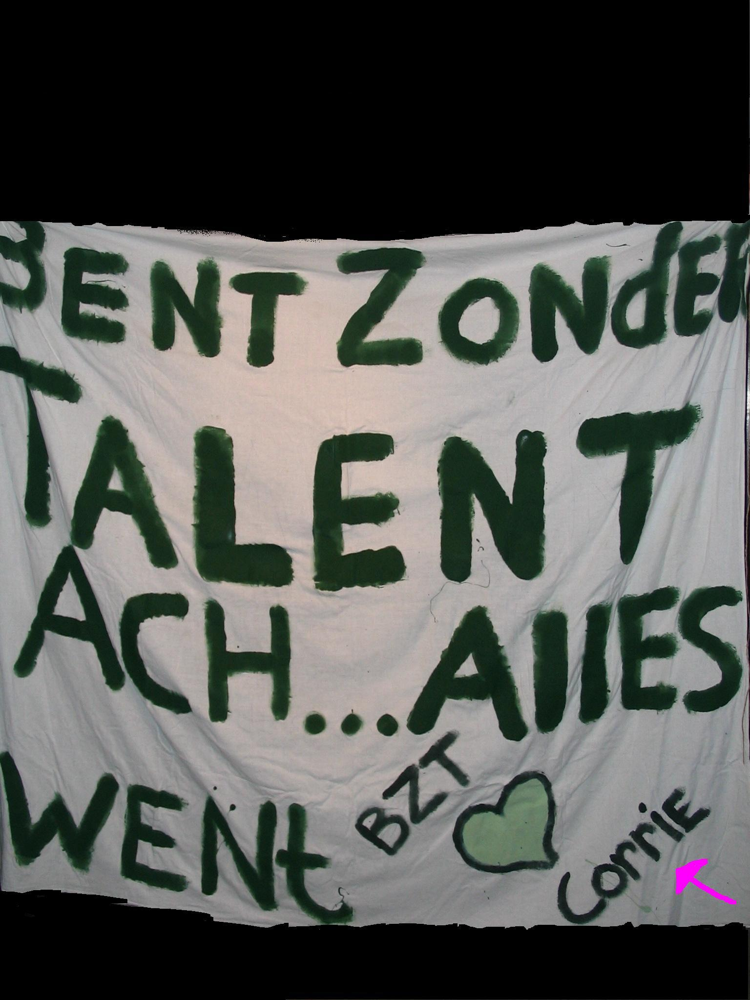 BENT ZONdER
TALENT
ACH...AllES
WENt
BZT
CorriE